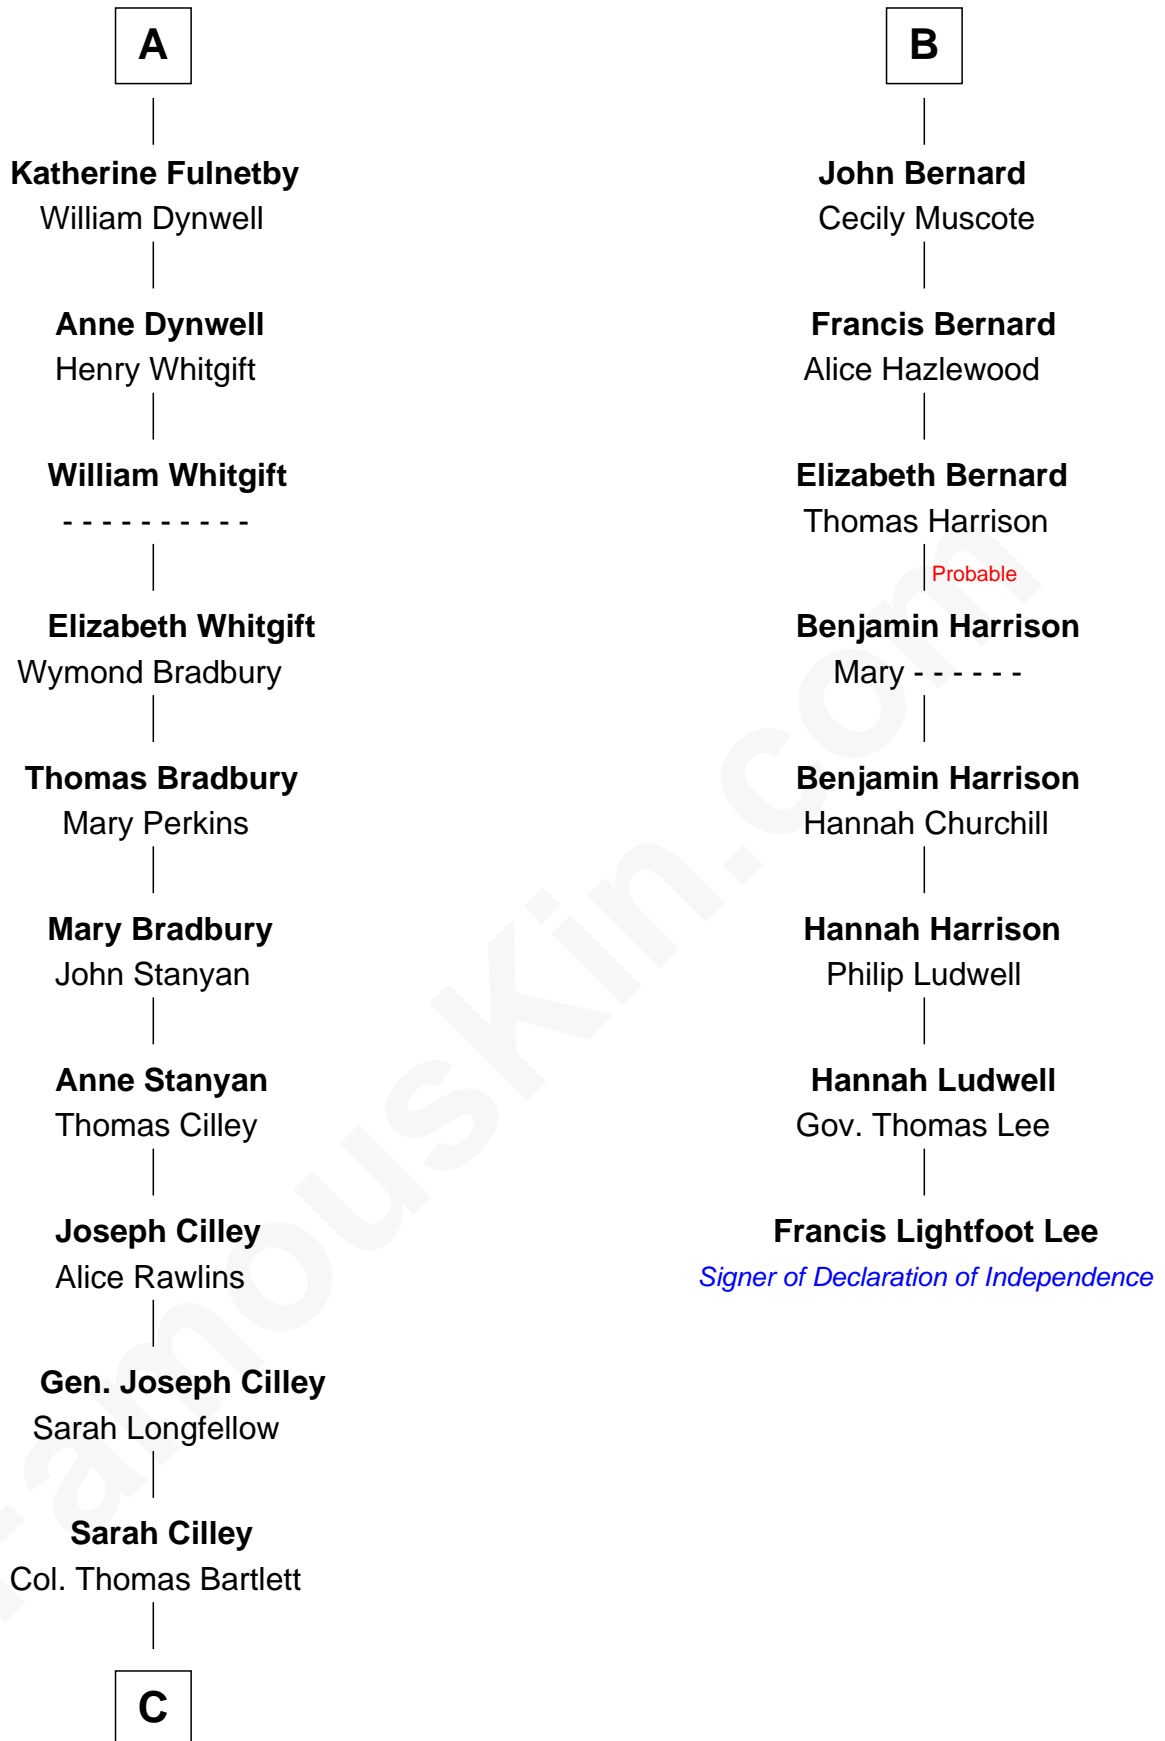 A
Katherine Fulnetby
William Dynwell
Anne Dynwell
Henry Whitgift
William Whitgift
- - - - - - - - - -
Elizabeth Whitgift
Wymond Bradbury
Thomas Bradbury
Mary Perkins
Mary Bradbury
John Stanyan
Anne Stanyan
Thomas Cilley
Joseph Cilley
Alice Rawlins
Gen. Joseph Cilley
Sarah Longfellow
Sarah Cilley
Col. Thomas Bartlett
C
B
John Bernard
Cecily Muscote
Francis Bernard
Alice Hazlewood
Elizabeth Bernard
Thomas Harrison
Probable
Benjamin Harrison
Mary - - - - - -
Benjamin Harrison
Hannah Churchill
Hannah Harrison
Philip Ludwell
Hannah Ludwell
Gov. Thomas Lee
Francis Lightfoot Lee
Signer of Declaration of Independence
FamousKin.com